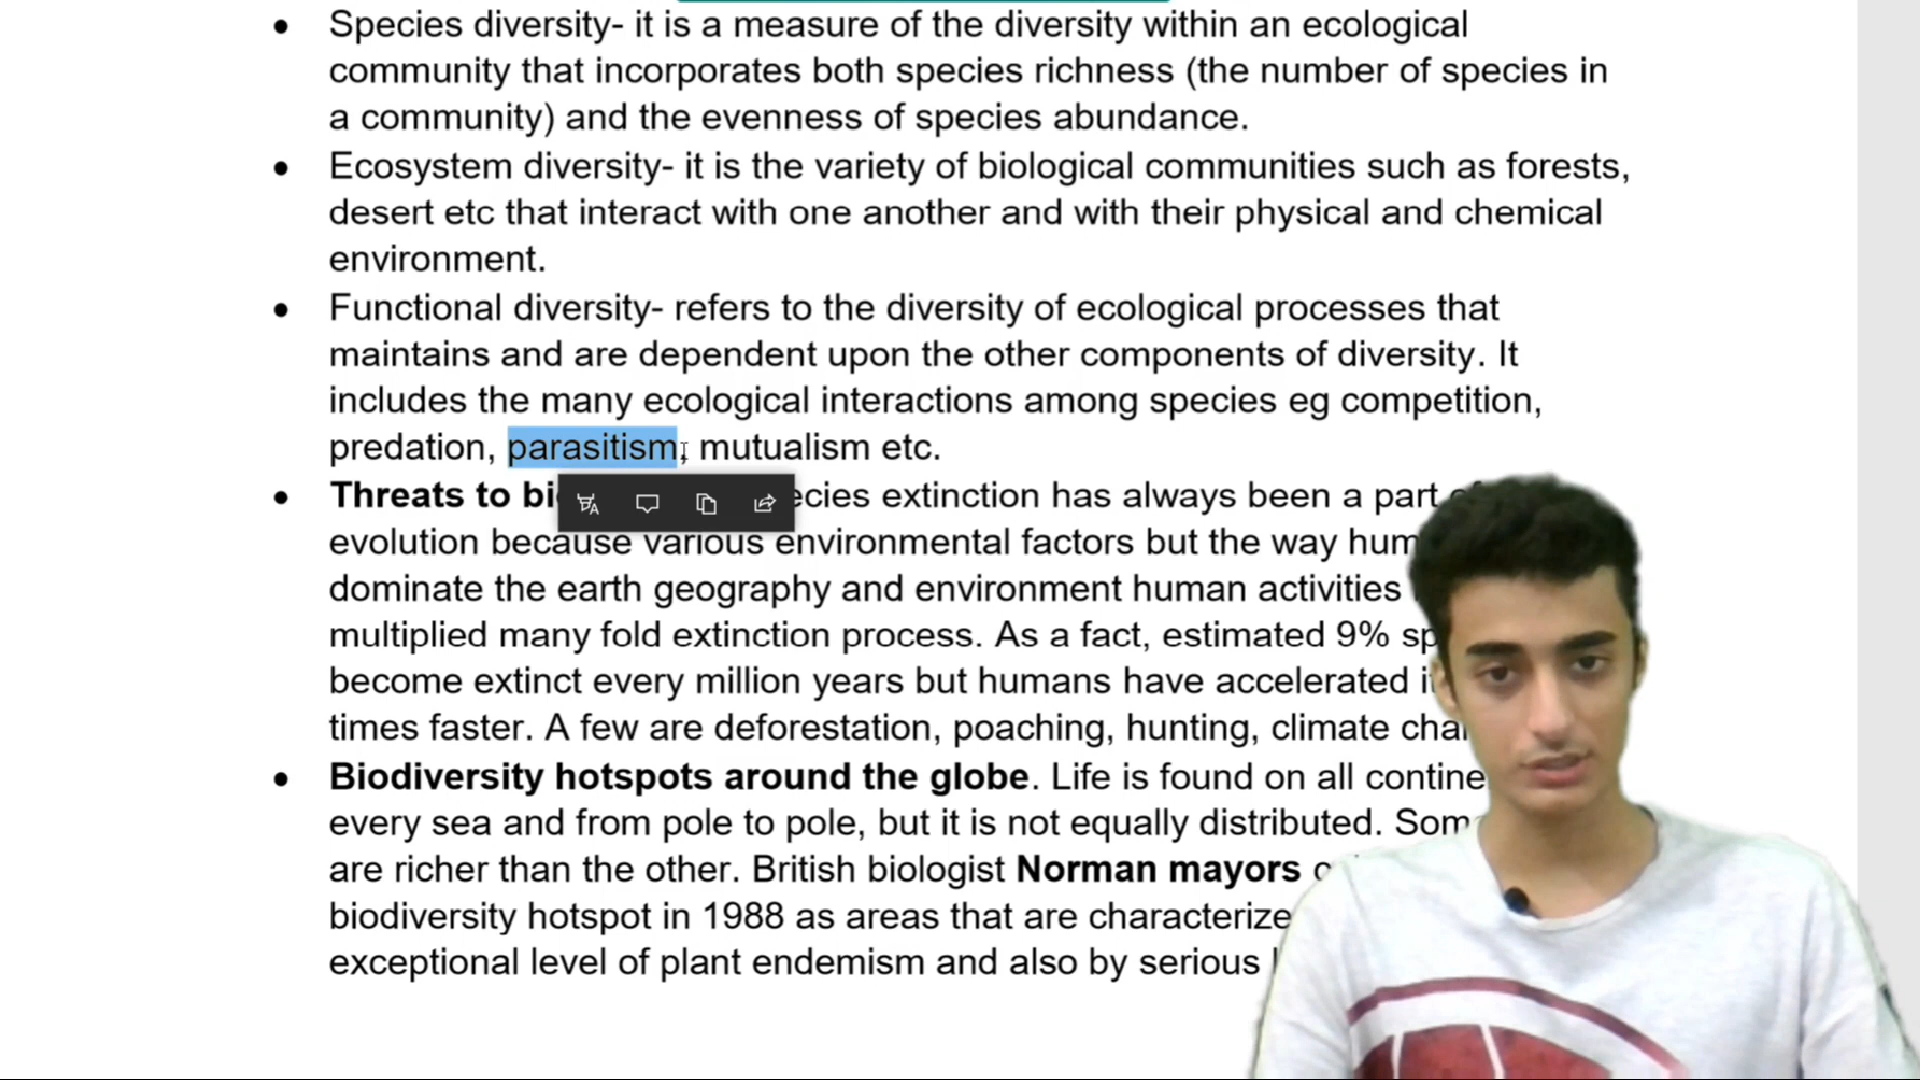 Species diversity- it is a measure of the diversity within an ecological
community that incorporates both species richness (the number of species in
a community) and the evenness of species abundance.
Ecosystem diversity- it is the variety of biological communities such as forests,
desert etc that interact with one another and with their physical and chemical
environment.
Functional diversity- refers to the diversity of ecological processes that
maintains and are dependent upon the other components of diversity. It
includes the many ecological interactions among species eg competition,
predation, parasitism, mutualism etc.
Threats to extinction has always been a part
evolution because various environmental factors but the way
dominate the earth geography and environment human activities
multiplied many fold extinction process. As a fact, estimated 9%
become extinct every million years but humans have accelerated
times faster. A few are deforestation, poaching, hunting, climate
Biodiversity hotspots around the globe. Life is found on all
every sea and from pole to pole, but it is not equally distributed.
are richer than the other. British biologist Norman mayors
biodiversity hotspot in 1988 as areas that are
exceptional level of plant endemism and also by serious